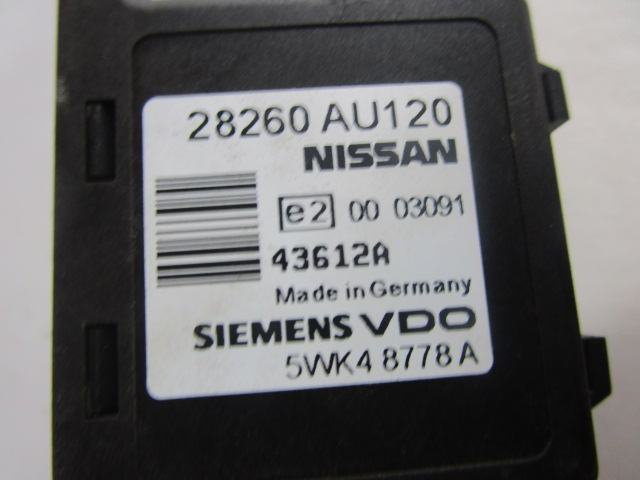 28260 AU120
NISSAN
e2 00 03091
43612A
Made in Germany
SIEMENS VDO
5WK4 8778 A